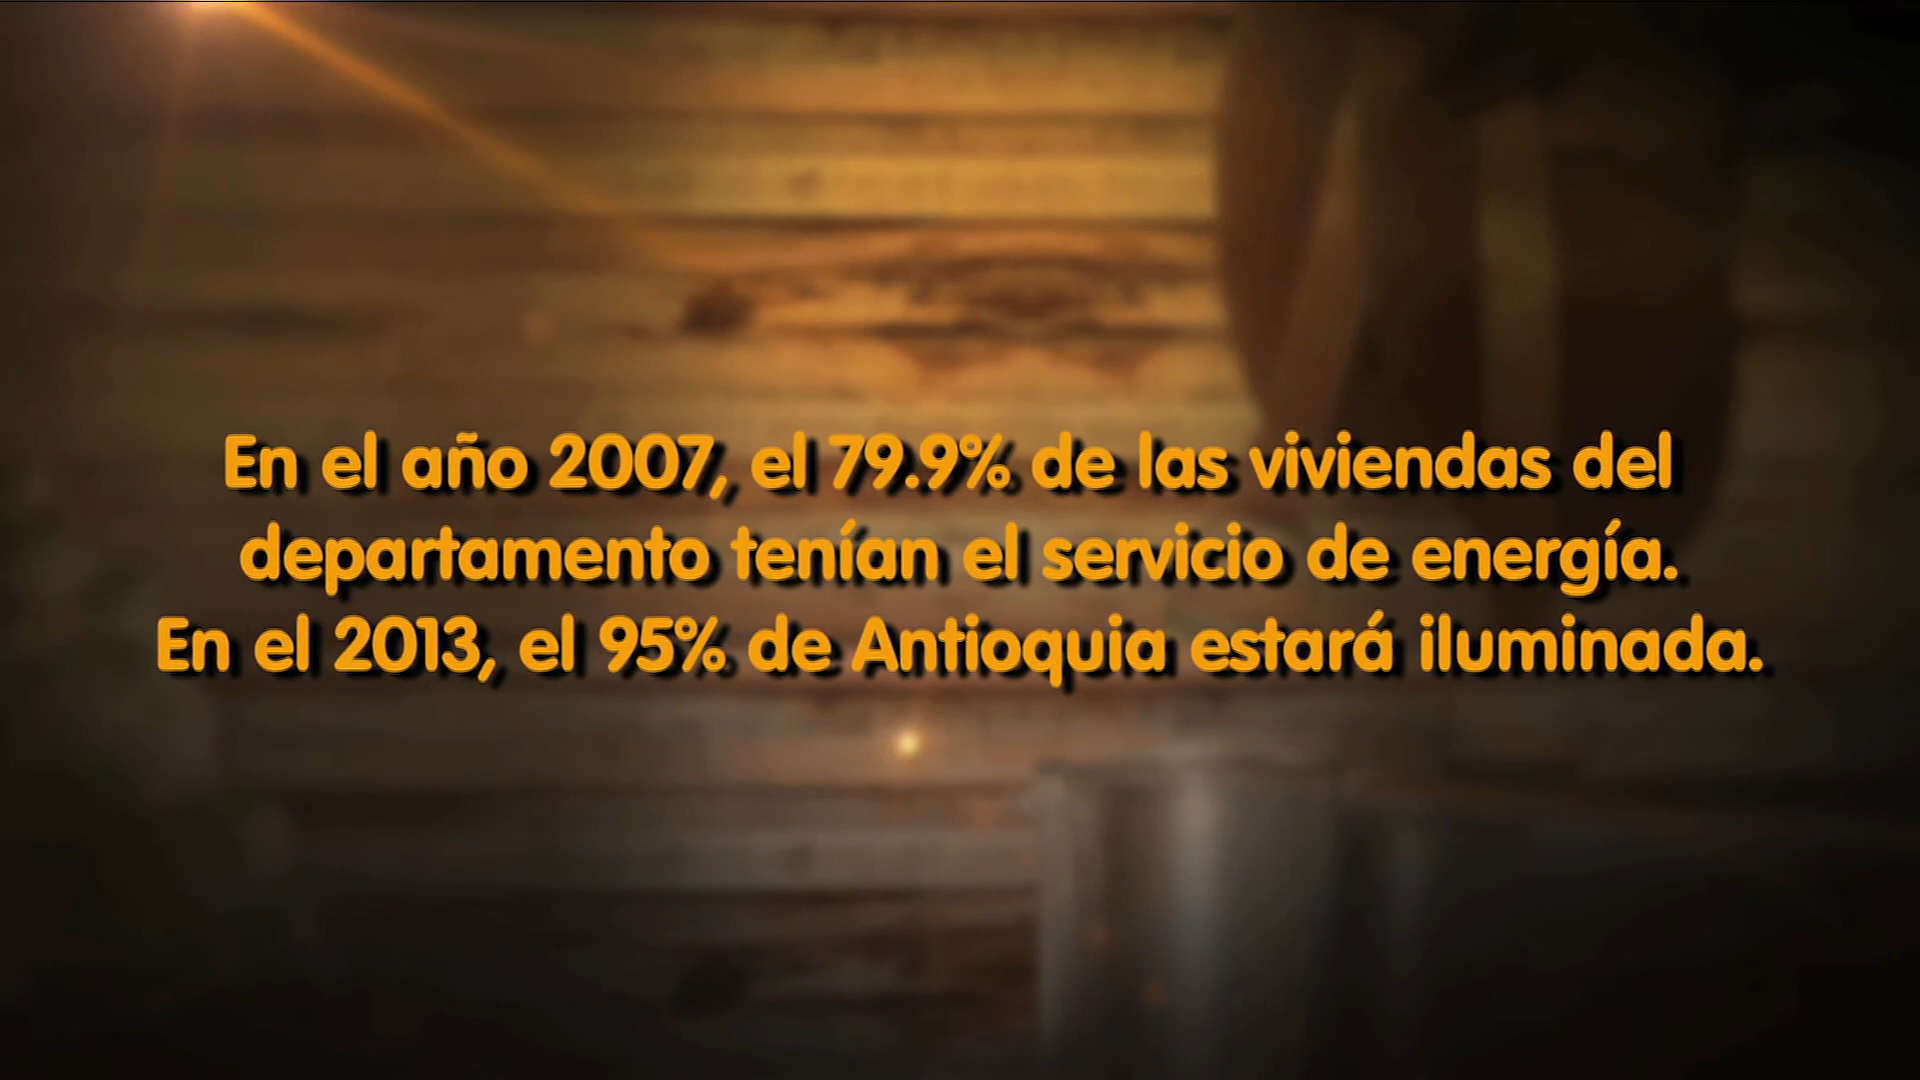 En el año 2007, el 79.9% de las viviendas del
departamento tenían el servicio de energía.
En el 2013, el 95% de Antioquia estará iluminada.